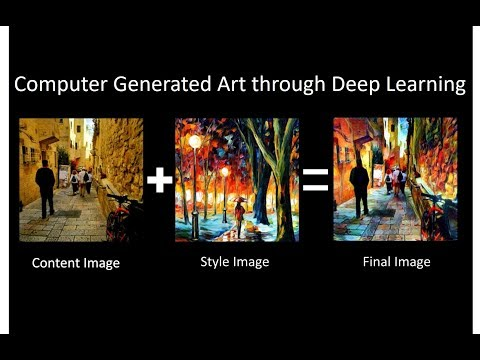 Computer Generated Art through Deep Learning
+
=
Content Image
Style Image
Final Image